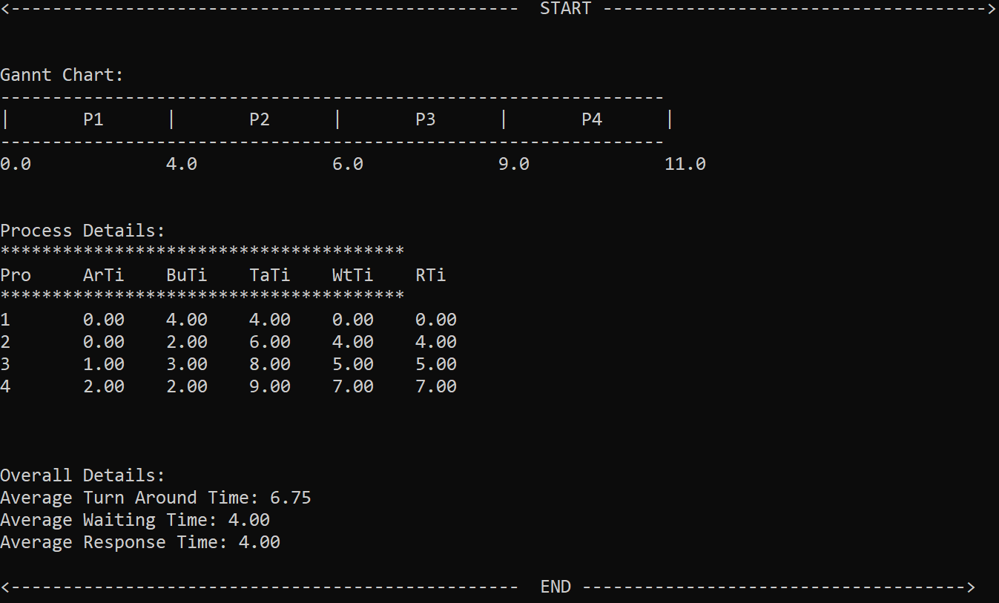 <------------------------------------------------- START ------------------------------------->
Gannt Chart:
----------------------------------------------------------------
|       P1      |       P2      |       P3      |       P4      |
----------------------------------------------------------------
0.0             4.0             6.0             9.0             11.0
Process Details:
***************************************
Pro     ArTi    BuTi    TaTi    WtTi    RTi
***************************************
1       0.00    4.00    4.00    0.00    0.00
2       0.00    2.00    6.00    4.00    4.00
3       1.00    3.00    8.00    5.00    5.00
4       2.00    2.00    9.00    7.00    7.00
Overall Details:
Average Turn Around Time: 6.75
Average Waiting Time: 4.00
Average Response Time: 4.00
<------------------------------------------------- END ------------------------------------->